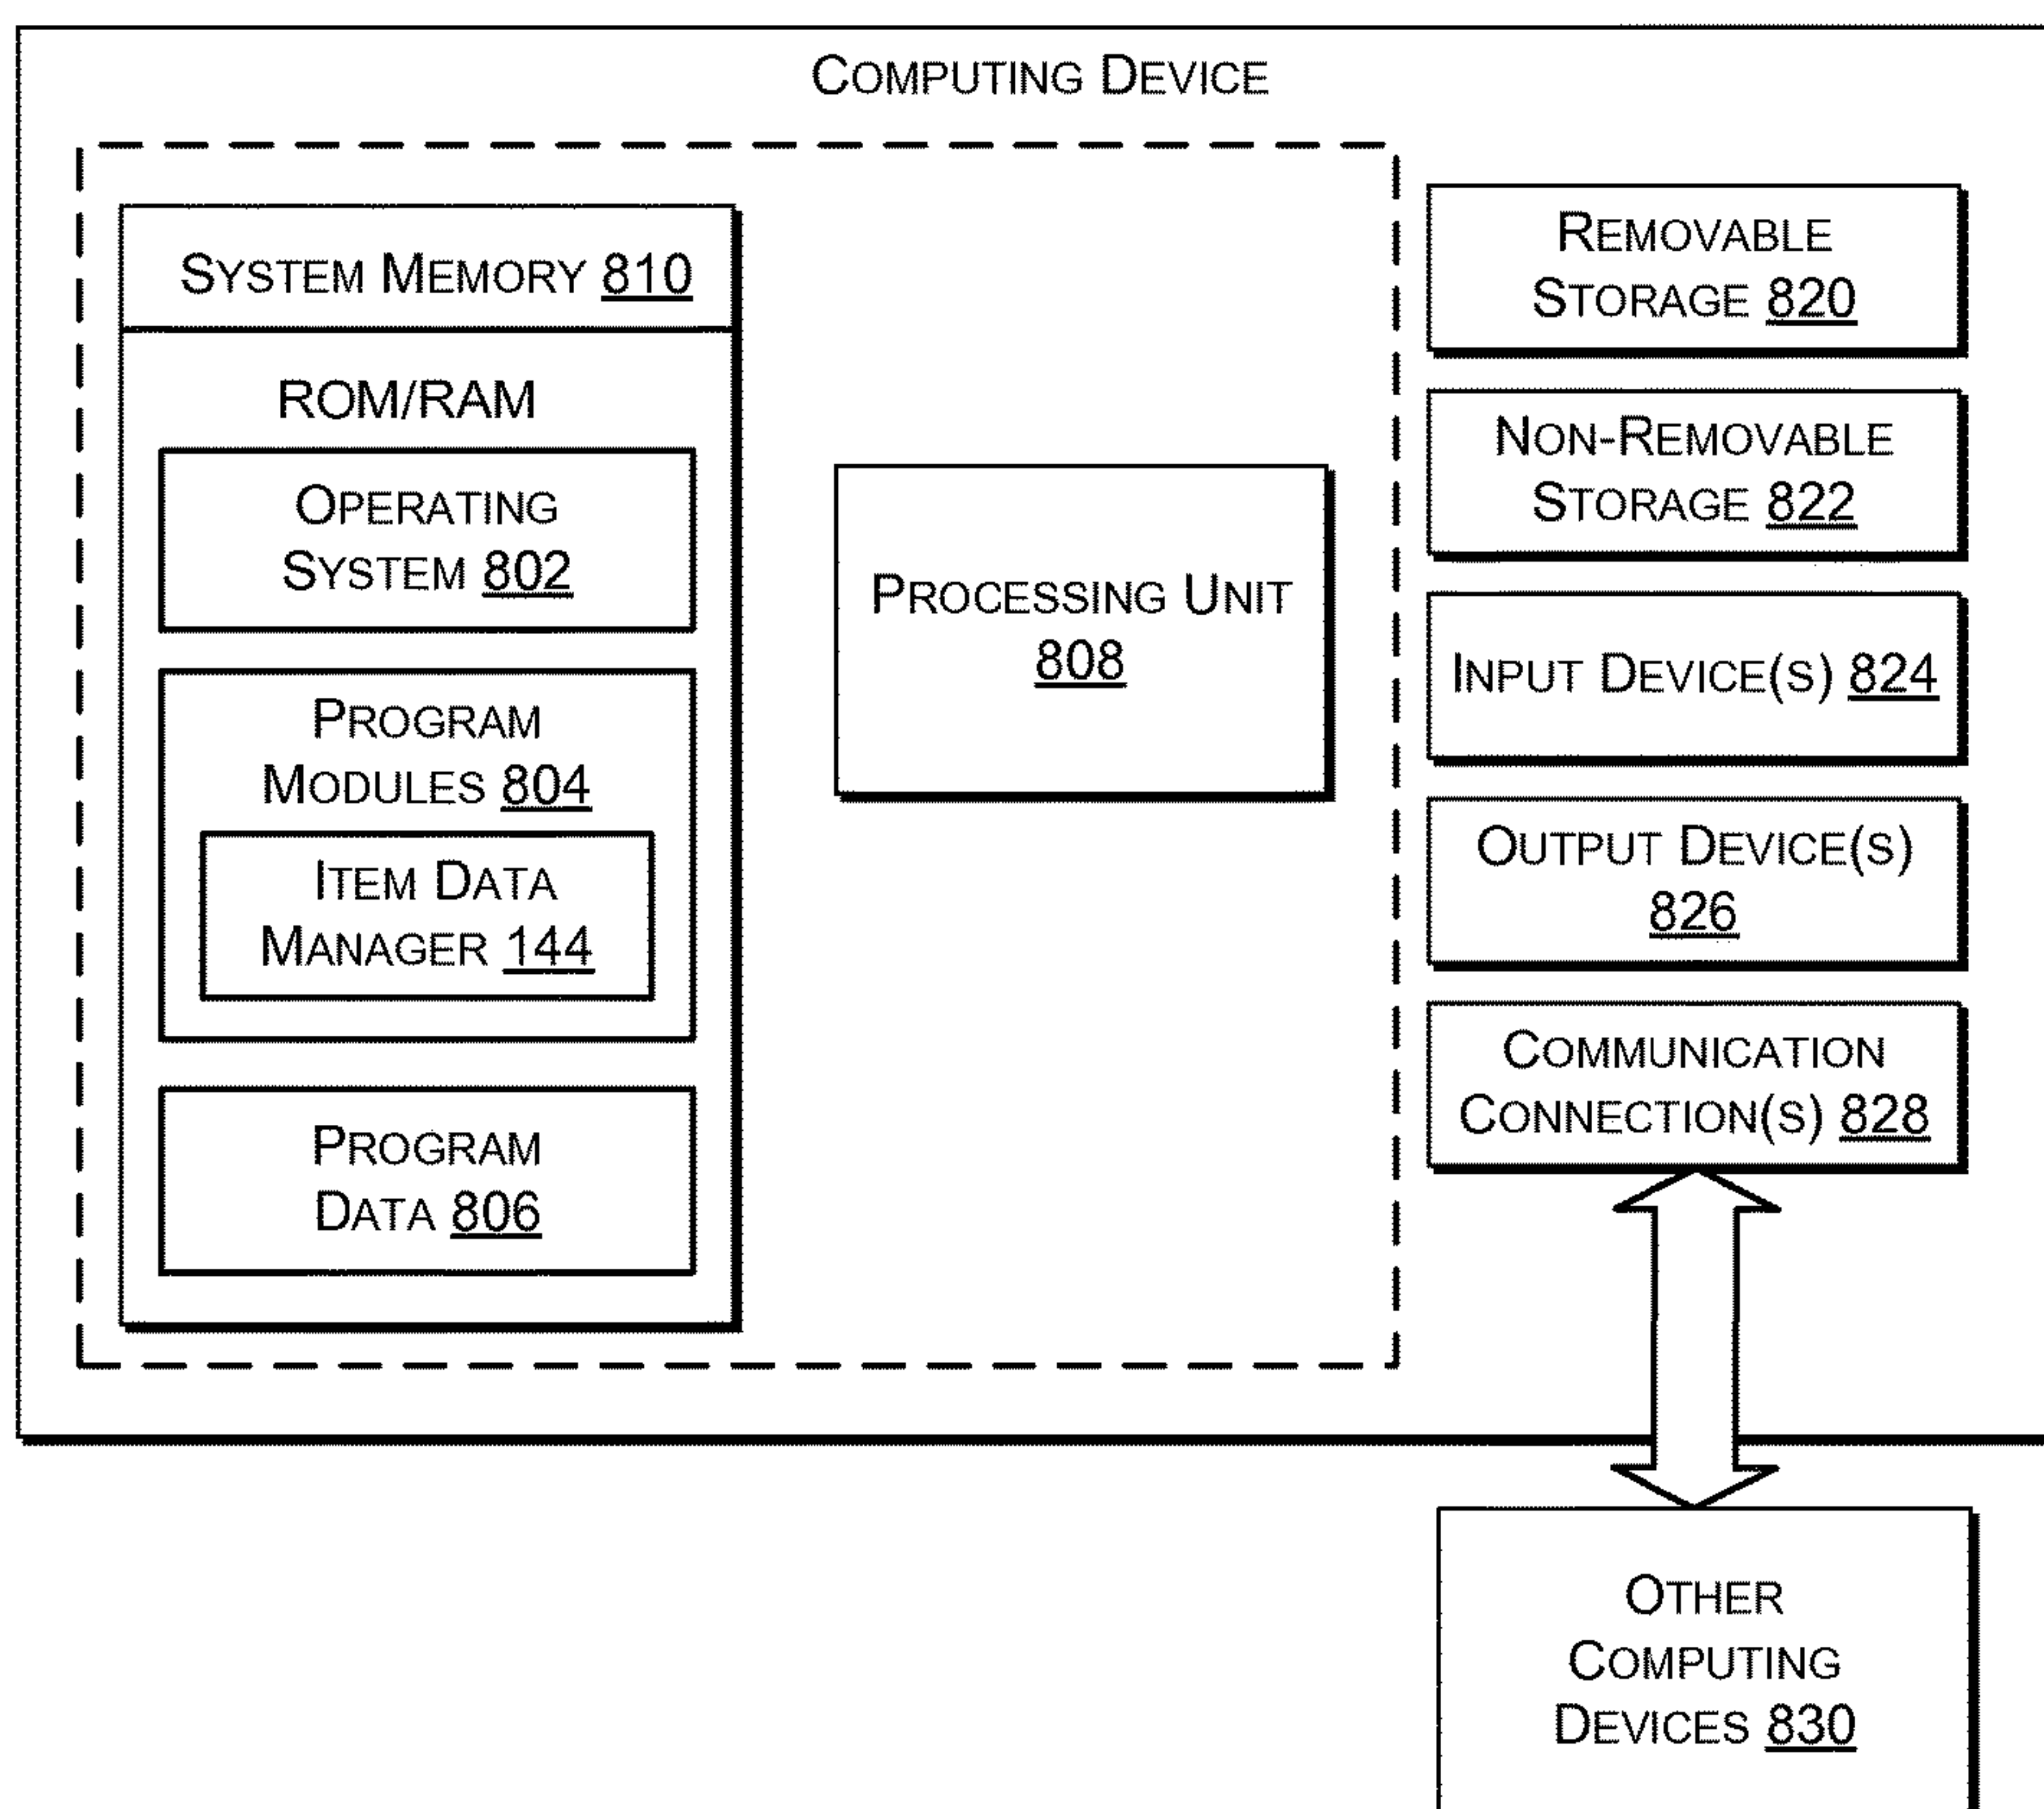 COMPUTING DEVICE
SYSTEM MEMORY 810
ROM/RAM
OPERATING
SYSTEM 802
PROGRAM
MODULES 804
ITEM DATA
MANAGER 144
PROGRAM
DATA 806
PROCESSING UNIT
808
REMOVABLE
STORAGE 820
NON-REMOVABLE
STORAGE 822
INPUT DEVICE(S) 824
OUTPUT DEVICE(S)
826
COMMUNICATION
CONNECTION(S) 828
OTHER
COMPUTING
DEVICES 830